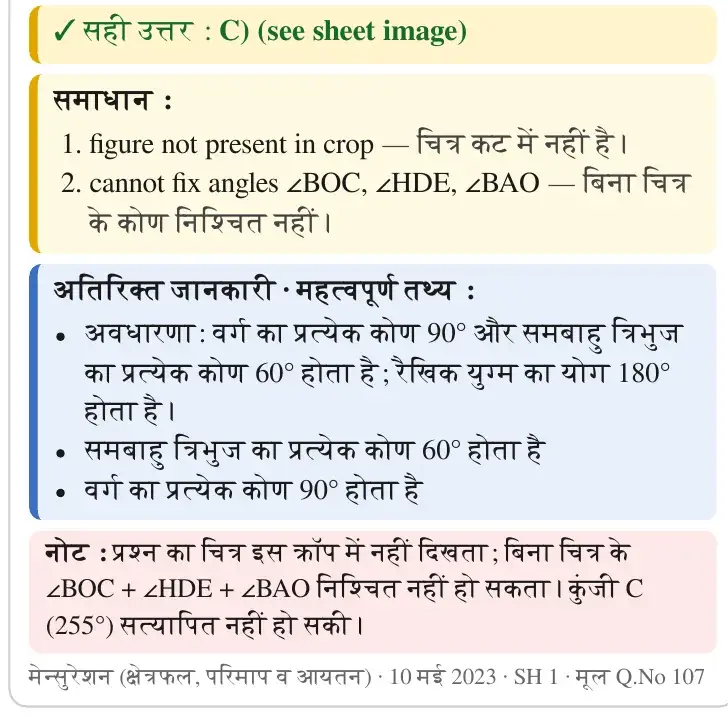 ✓ सही उत्तर : C) (see sheet image)
समाधान :
1. figure not present in crop — चित्र कट में नहीं है।
2. cannot fix angles ∠BOC, ∠HDE, ∠BAO — बिना चित्र
के कोण निश्चित नहीं।
अतिरिक्त जानकारी · महत्वपूर्ण तथ्य :
• अवधारणा : वर्ग का प्रत्येक कोण 90° और समबाहु त्रिभुज
का प्रत्येक कोण 60° होता है ; रैखिक युग्म का योग 180°
होता है।
• समबाहु त्रिभुज का प्रत्येक कोण 60° होता है
• वर्ग का प्रत्येक कोण 90° होता है
नोट : प्रश्न का चित्र इस क्रॉप में नहीं दिखता ; बिना चित्र के
∠BOC + ∠HDE + ∠BAO निश्चित नहीं हो सकता। कुंजी C
(255°) सत्यापित नहीं हो सकी।
मेन्सुरेशन (क्षेत्रफल, परिमाप व आयतन) · 10 मई 2023 · SH 1 · मूल Q.No 107